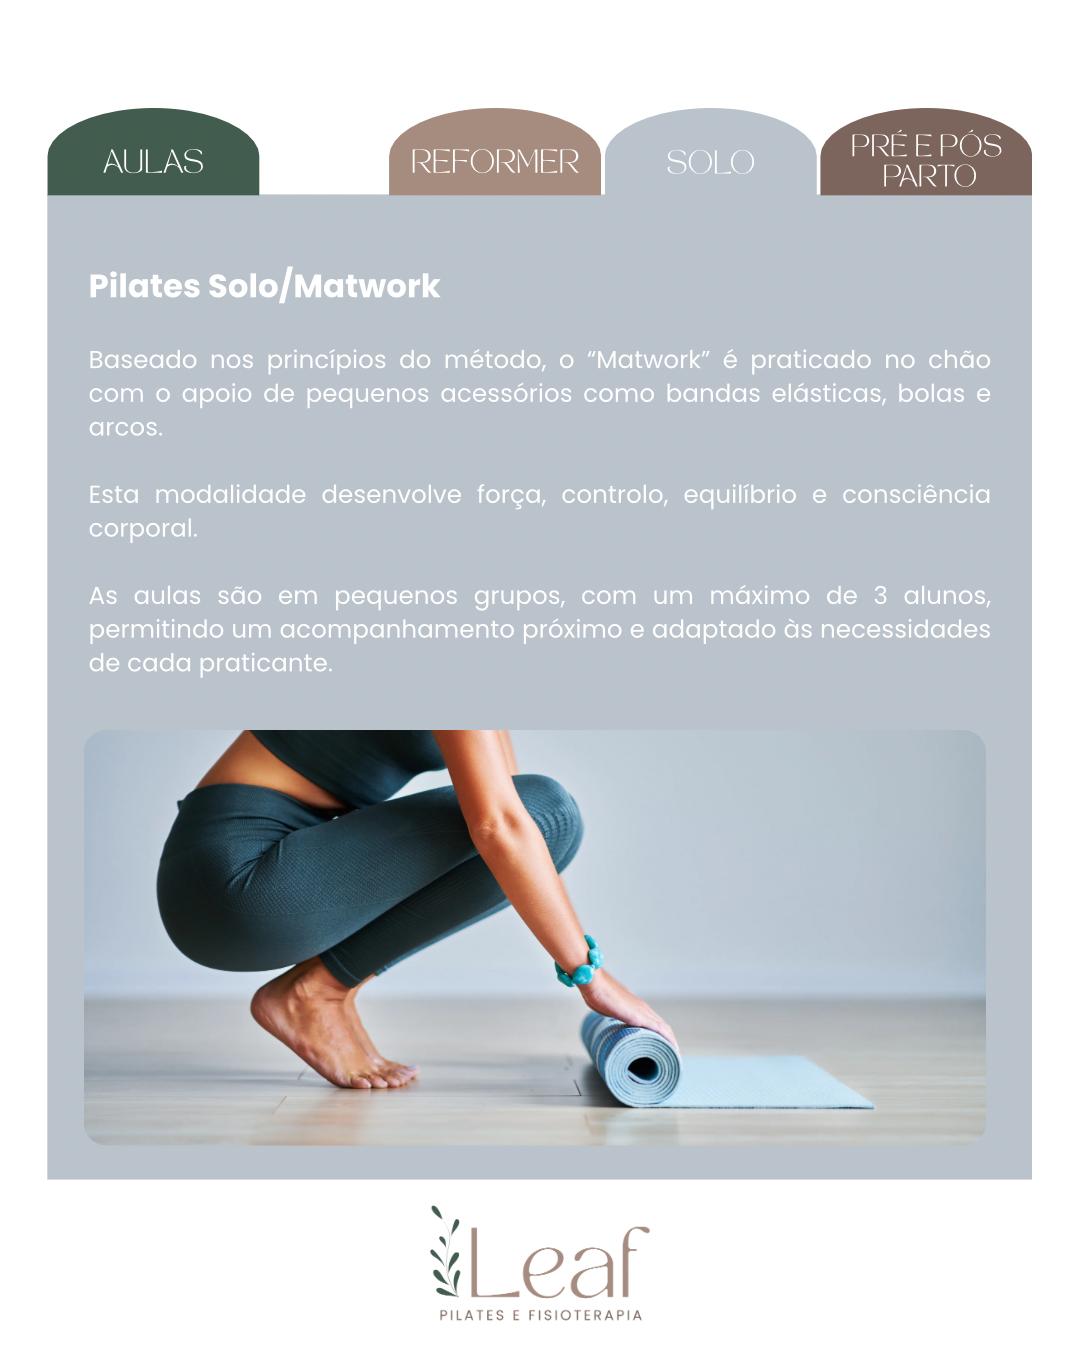 AULAS
REFORMER
SOLO
PRÉ E PÓS
PARTO
Pilates Solo/Matwork
Baseado nos princípios do método, o “Matwork” é praticado no chão
com o apoio de pequenos acessórios como bandas elásticas, bolas e
arcos.
Esta modalidade desenvolve força, controlo, equilíbrio e consciência
corporal.
As aulas são em pequenos grupos, com um máximo de 3 alunos,
permitindo um acompanhamento próximo e adaptado às necessidades
de cada praticante.
Leaf
PILATES E FISIOTERAPIA